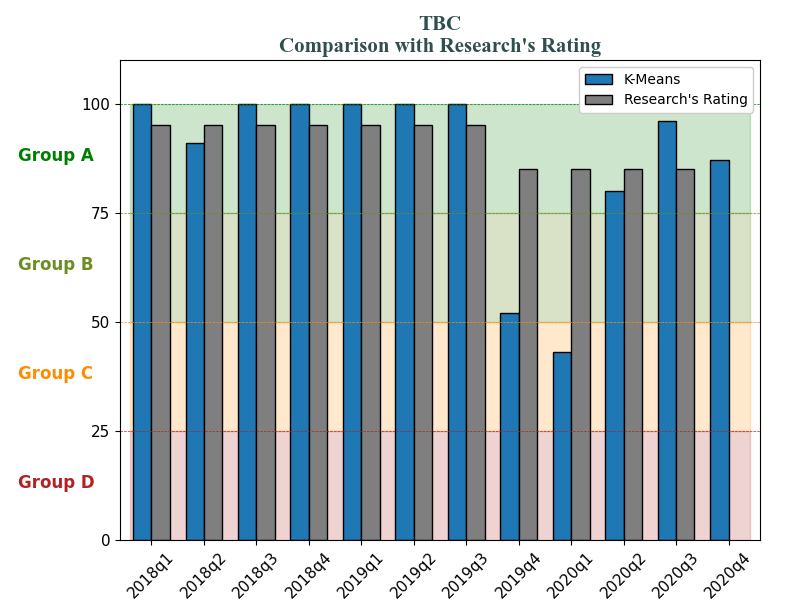 TBC
Comparison with Research's Rating
K-Means
Research's Rating
100
Group A
75
Group B
50
Group C
25
Group D
0
2018q1
2018q2
2018q3
2018q4
2019q1
2019q2
2019q3
2019q4
2020q1
2020q2
2020q3
2020q4